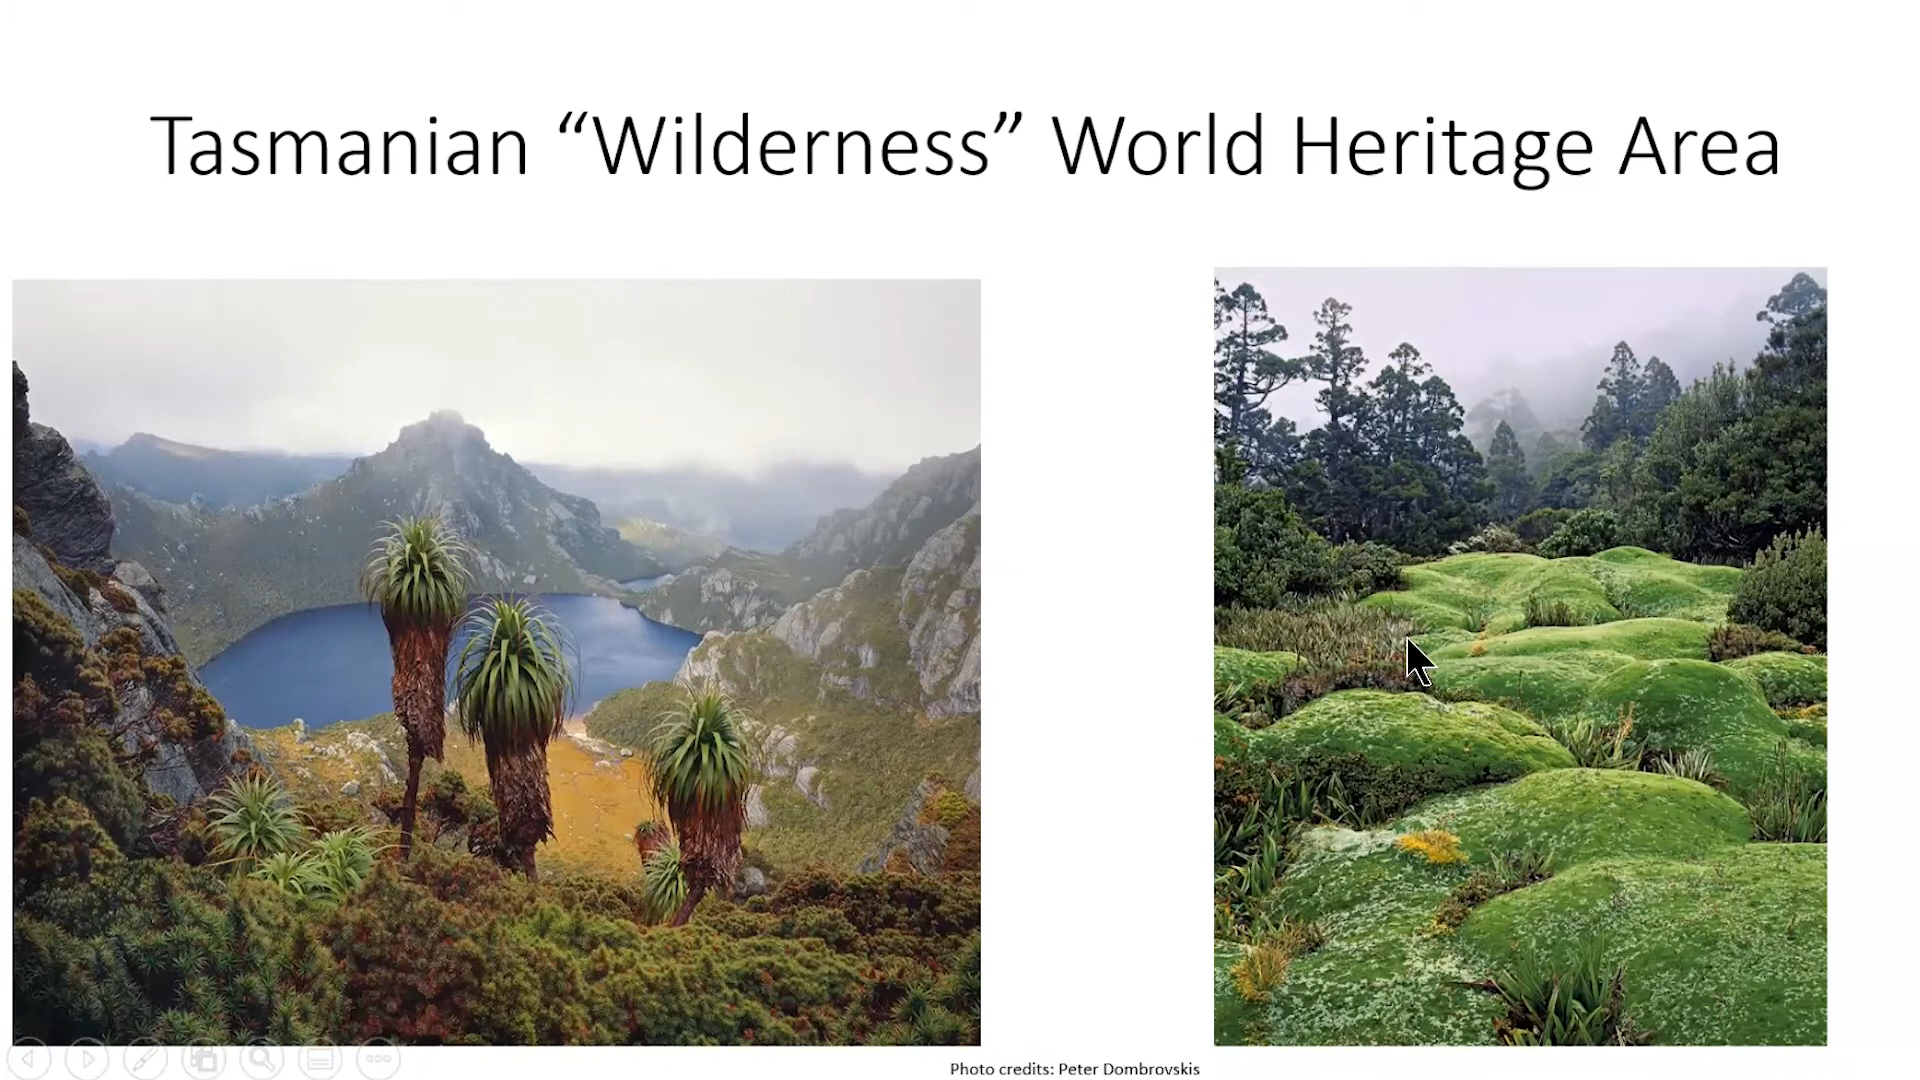 Tasmanian “Wilderness” World Heritage Area
Photo credits: Peter Dombrovskis